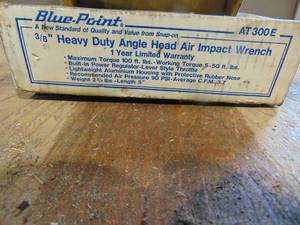 Blue-Point® AT300E
A New Standard of Quality and Value from Snap-on
3/8" Heavy Duty Angle Head Air Impact Wrench
1 Year Limited Warranty
• Maximum Torque 100 ft. lbs.-Working Torque 5-50 ft. lbs.
• Built-In Power Regulator-Lever Style Throttle
• Lightweight Aluminum Housing with Protective Rubber Nose
• Recommended Air Pressure 90 PSI-Average C.F.M. 3.7
• Weight 2¼ lbs-Length 5"